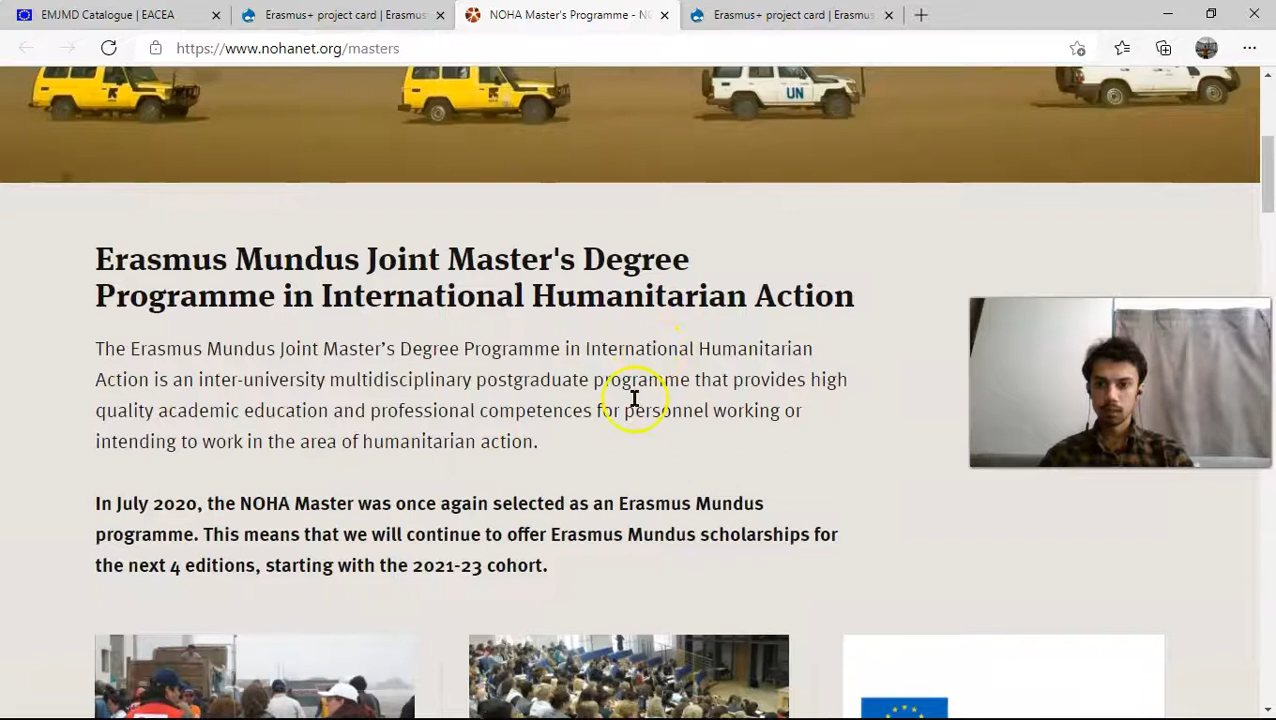 EMJMD Catalogue | EACEA
Erasmus+ project card | Erasmus
NOHA Master's Programme - NO
Erasmus+ project card | Erasmus
https://www.nohanet.org/masters
UN
Erasmus Mundus Joint Master's Degree
Programme in International Humanitarian Action
The Erasmus Mundus Joint Master’s Degree Programme in International Humanitarian
Action is an inter-university multidisciplinary postgraduate programme that provides high
quality academic education and professional competences for personnel working or
intending to work in the area of humanitarian action.
In July 2020, the NOHA Master was once again selected as an Erasmus Mundus
programme. This means that we will continue to offer Erasmus Mundus scholarships for
the next 4 editions, starting with the 2021-23 cohort.